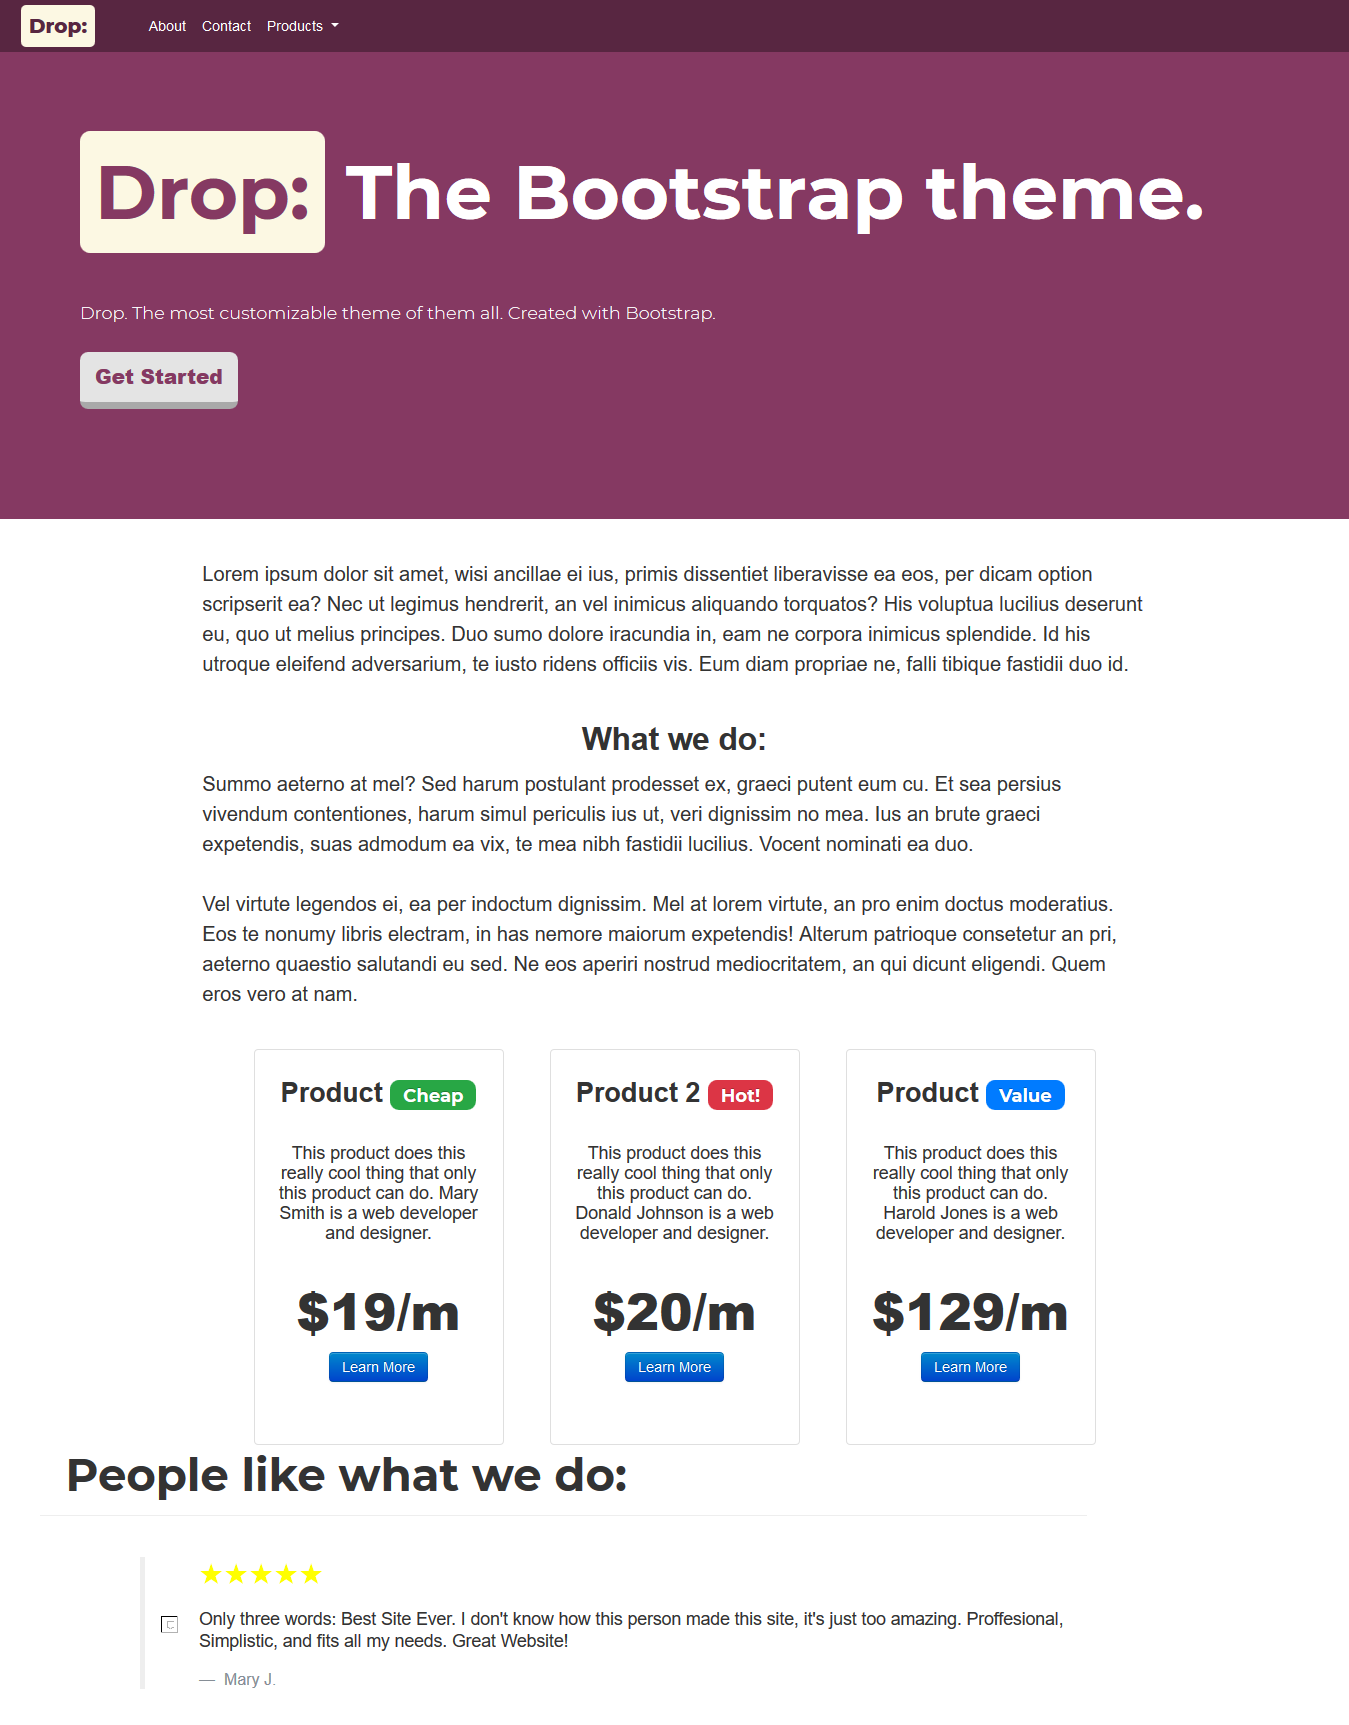 Drop: About Contact Products
Drop: The Bootstrap theme.
Drop. The most customizable theme of them all. Created with Bootstrap.
Get Started
Lorem ipsum dolor sit amet, wisi ancillae ei ius, primis dissentiet liberavisse ea eos, per dicam option
scripserit ea? Nec ut legimus hendrerit, an vel inimicus aliquando torquatos? His voluptua lucilius deserunt
eu, quo ut melius principes. Duo sumo dolore iracundia in, eam ne corpora inimicus splendide. Id his
utroque eleifend adversarium, te iusto ridens officiis vis. Eum diam propriae ne, falli tibique fastidii duo id.
What we do:
Summo aeterno at mel? Sed harum postulant prodesset ex, graeci putent eum cu. Et sea persius
vivendum contentiones, harum simul periculis ius ut, veri dignissim no mea. Ius an brute graeci
expetendis, suas admodum ea vix, te mea nibh fastidii lucilius. Vocent nominati ea duo.
Vel virtute legendos ei, ea per indoctum dignissim. Mel at lorem virtute, an pro enim doctus moderatius.
Eos te nonumy libris electram, in has nemore maiorum expetendis! Alterum patrioque consetetur an pri,
aeterno quaestio salutandi eu sed. Ne eos aperiri nostrud mediocritatem, an qui dicunt eligendi. Quem
eros vero at nam.
Product Cheap
This product does this
really cool thing that only
this product can do. Mary
Smith is a web developer
and designer.
$19/m
Learn More
Product 2 Hot!
This product does this
really cool thing that only
this product can do.
Donald Johnson is a web
developer and designer.
$20/m
Learn More
Product Value
This product does this
really cool thing that only
this product can do.
Harold Jones is a web
developer and designer.
$129/m
Learn More
People like what we do:
★★★★★
Only three words: Best Site Ever. I don't know how this person made this site, it's just too amazing. Proffesional,
Simplistic, and fits all my needs. Great Website!
— Mary J.